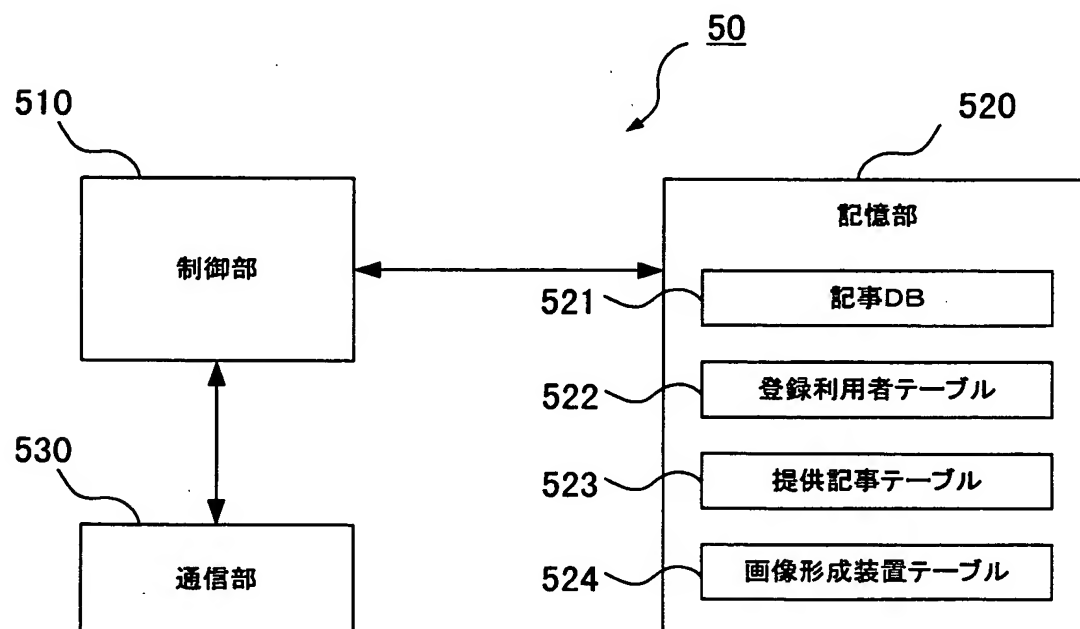 50
510
520
制御部
記憶部
521
記事DB
522
登録利用者テーブル
530
523
提供記事テーブル
通信部
524
画像形成装置テーブル